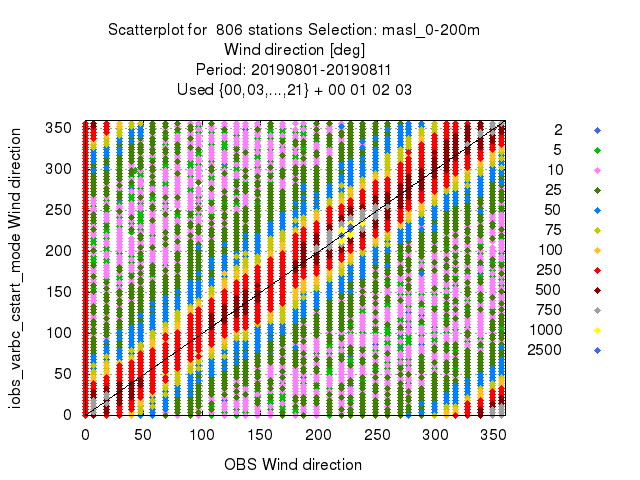 Scatterplot for 806 stations Selection: masl_0-200m
Wind direction [deg]
Period: 20190801-20190811
Used {00,03,...,21} + 00 01 02 03
iobs_varbc_cstart_mode Wind direction
350
300
250
200
150
100
50
0
0 50 100 150 200 250 300 350
OBS Wind direction
2
5
10
25
50
75
100
250
500
750
1000
2500